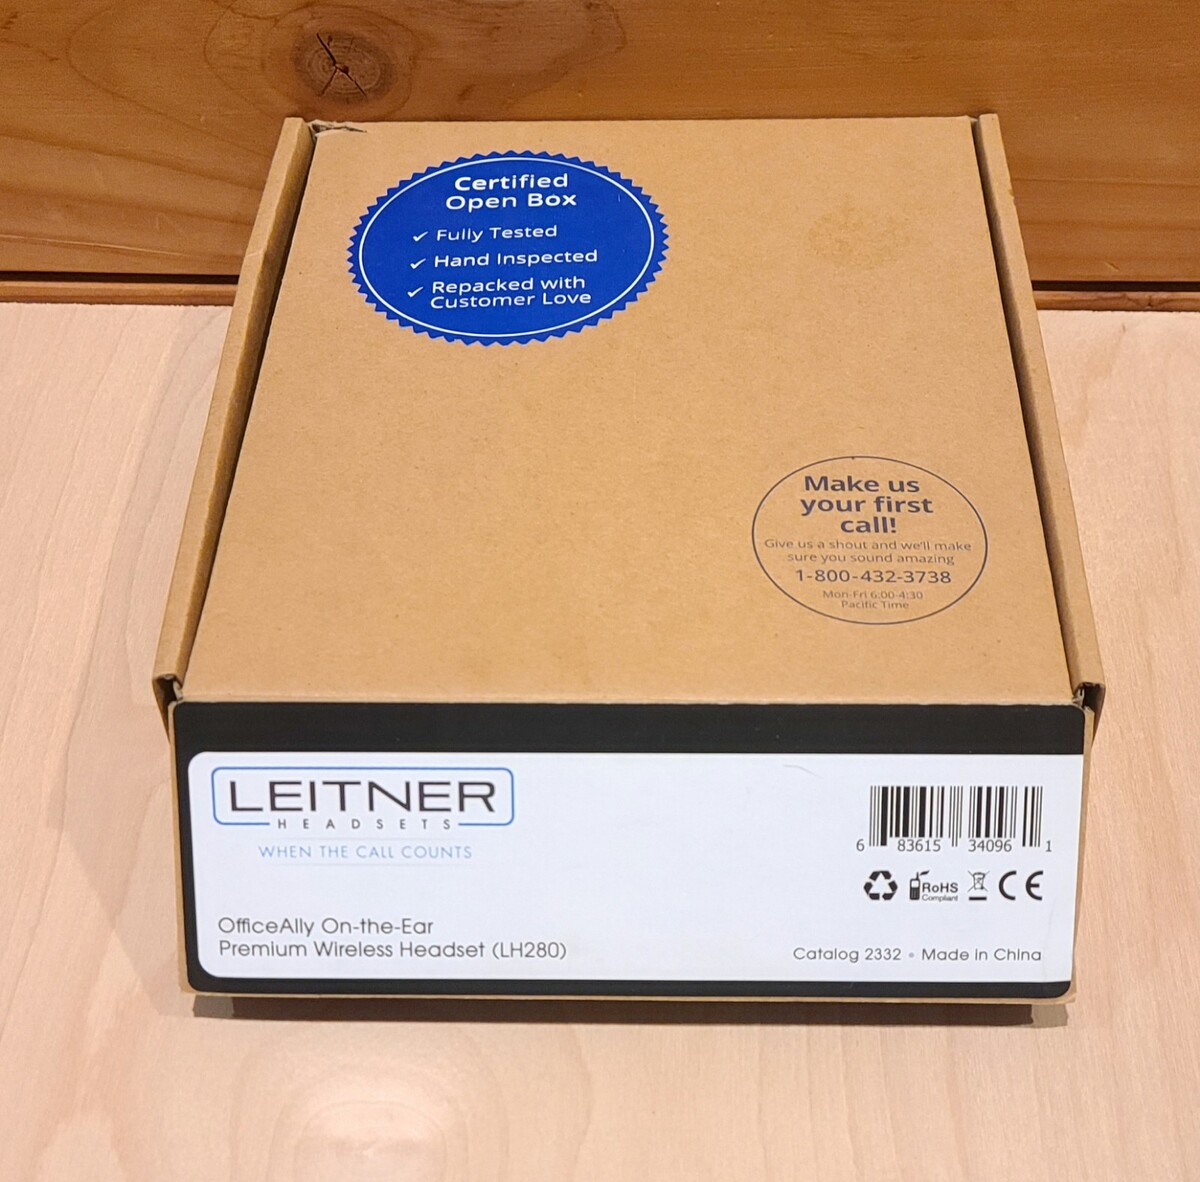 Certified
Open Box
✓ Fully Tested
✓ Hand Inspected
✓ Repacked with
Customer Love
Make us
your first
call!
Give us a shout and we'll make
sure you sound amazing
1-800-432-3738
Mon-Fri 6:00-4:30
Pacific Time
LEITNER
HEADSETS
WHEN THE CALL COUNTS
6 83615 34096 1
RoHS
Compliant
CE
OfficeAlly On-the-Ear
Premium Wireless Headset (LH280)
Catalog 2332 • Made in China